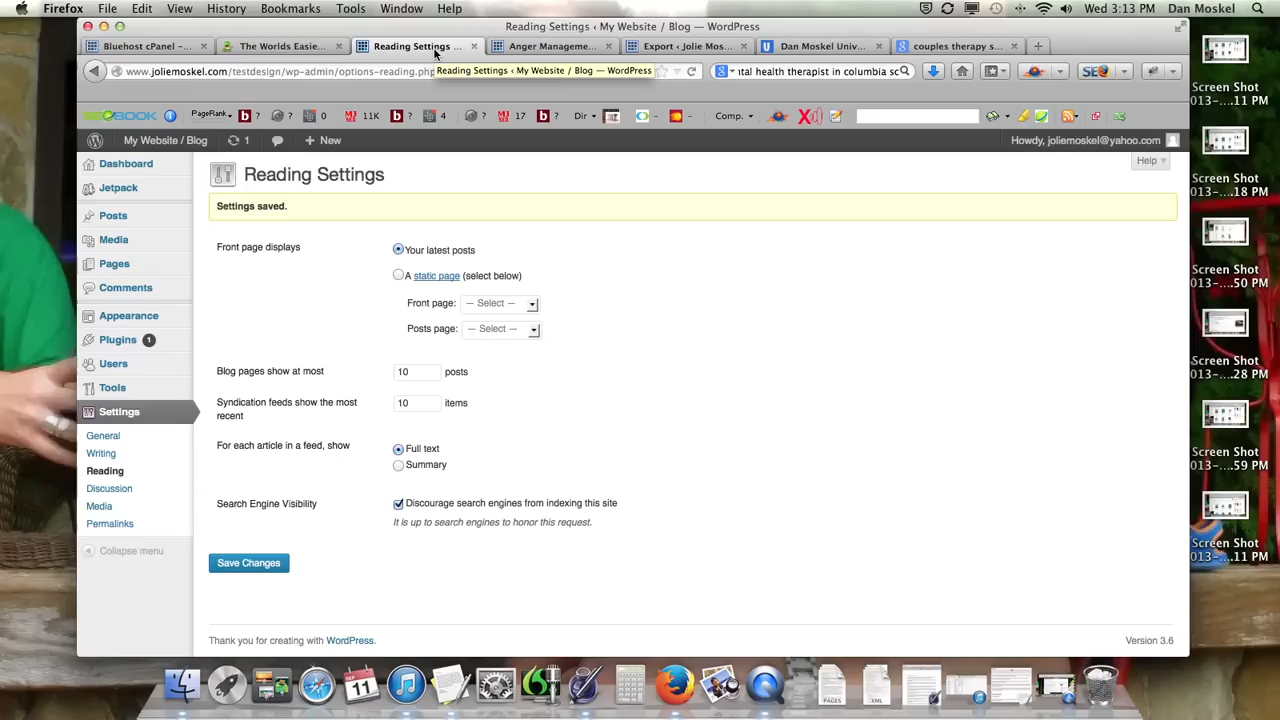 Firefox File Edit View History Bookmarks Tools Window Help Wed 3:13 PM Dan Moskel
Reading Settings ‹ My Website / Blog — WordPress
Bluehost cPanel –... × The Worlds Easie... × Reading Settings ... × Anger Manageme... × Export ‹ Jolie Mos... × Dan Moskel Univ... × couples therapy s... × +
www.joliemoskel.com/testdesign/wp-admin/options-reading.php
Reading Settings ‹ My Website / Blog — WordPress
tal health therapist in columbia sc
SEO
SEOBOOK PageRank ? ? 0 11K ? 4 ? 17 ? Dir - - Comp.
My Website / Blog 1 + New Howdy, joliemoskel@yahoo.com
Help
Dashboard
Jetpack
Posts
Media
Pages
Comments
Appearance
Plugins 1
Users
Tools
Settings
General
Writing
Reading
Discussion
Media
Permalinks
Collapse menu
Reading Settings
Settings saved.
Front page displays
Your latest posts
A static page (select below)
Front page: — Select —
Posts page: — Select —
Blog pages show at most 10 posts
Syndication feeds show the most recent 10 items
For each article in a feed, show
Full text
Summary
Search Engine Visibility
Discourage search engines from indexing this site
It is up to search engines to honor this request.
Save Changes
Thank you for creating with WordPress.
Version 3.6
Screen Shot
013-....11 PM
Screen Shot
013-....18 PM
Screen Shot
013-....50 PM
Screen Shot
013-....28 PM
Screen Shot
013-....59 PM
Screen Shot
013-....11 PM
SEP
11
PAGES
XML